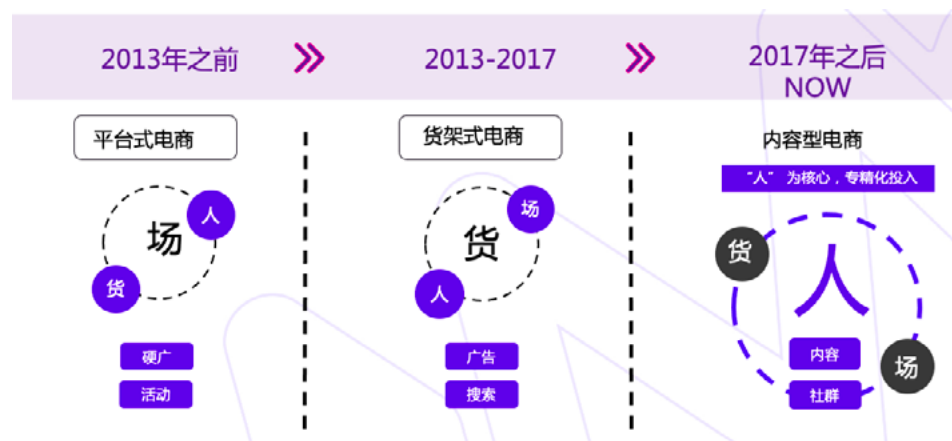 2013年之前
2013-2017
2017年之后
NOW
平台式电商
货架式电商
内容型电商
“人” 为核心，专精化投入
人
场
货
硬广
活动
场
货
人
广告
搜索
货
人
内容
场
社群